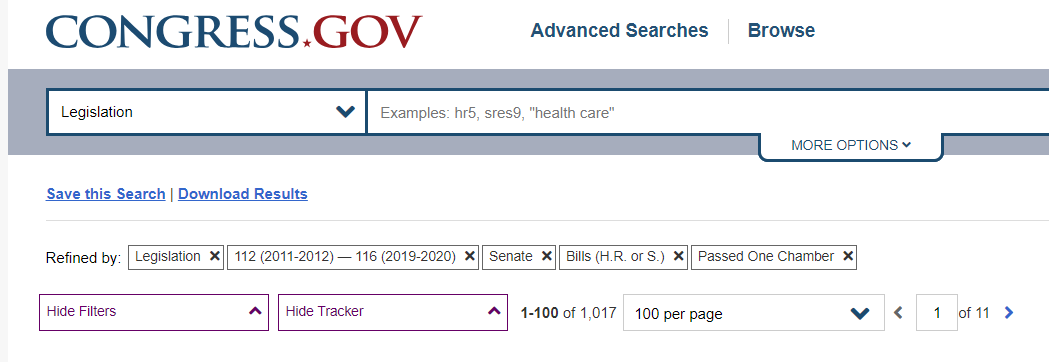 CONGRESS.GOV
Advanced Searches
Browse
Legislation
Examples: hr5, sres9, "health care"
MORE OPTIONS
Save this Search | Download Results
Refined by: Legislation × 112 (2011-2012) — 116 (2019-2020) × Senate × Bills (H.R. or S.) × Passed One Chamber ×
Hide Filters
Hide Tracker
1-100 of 1,017
100 per page
1 of 11